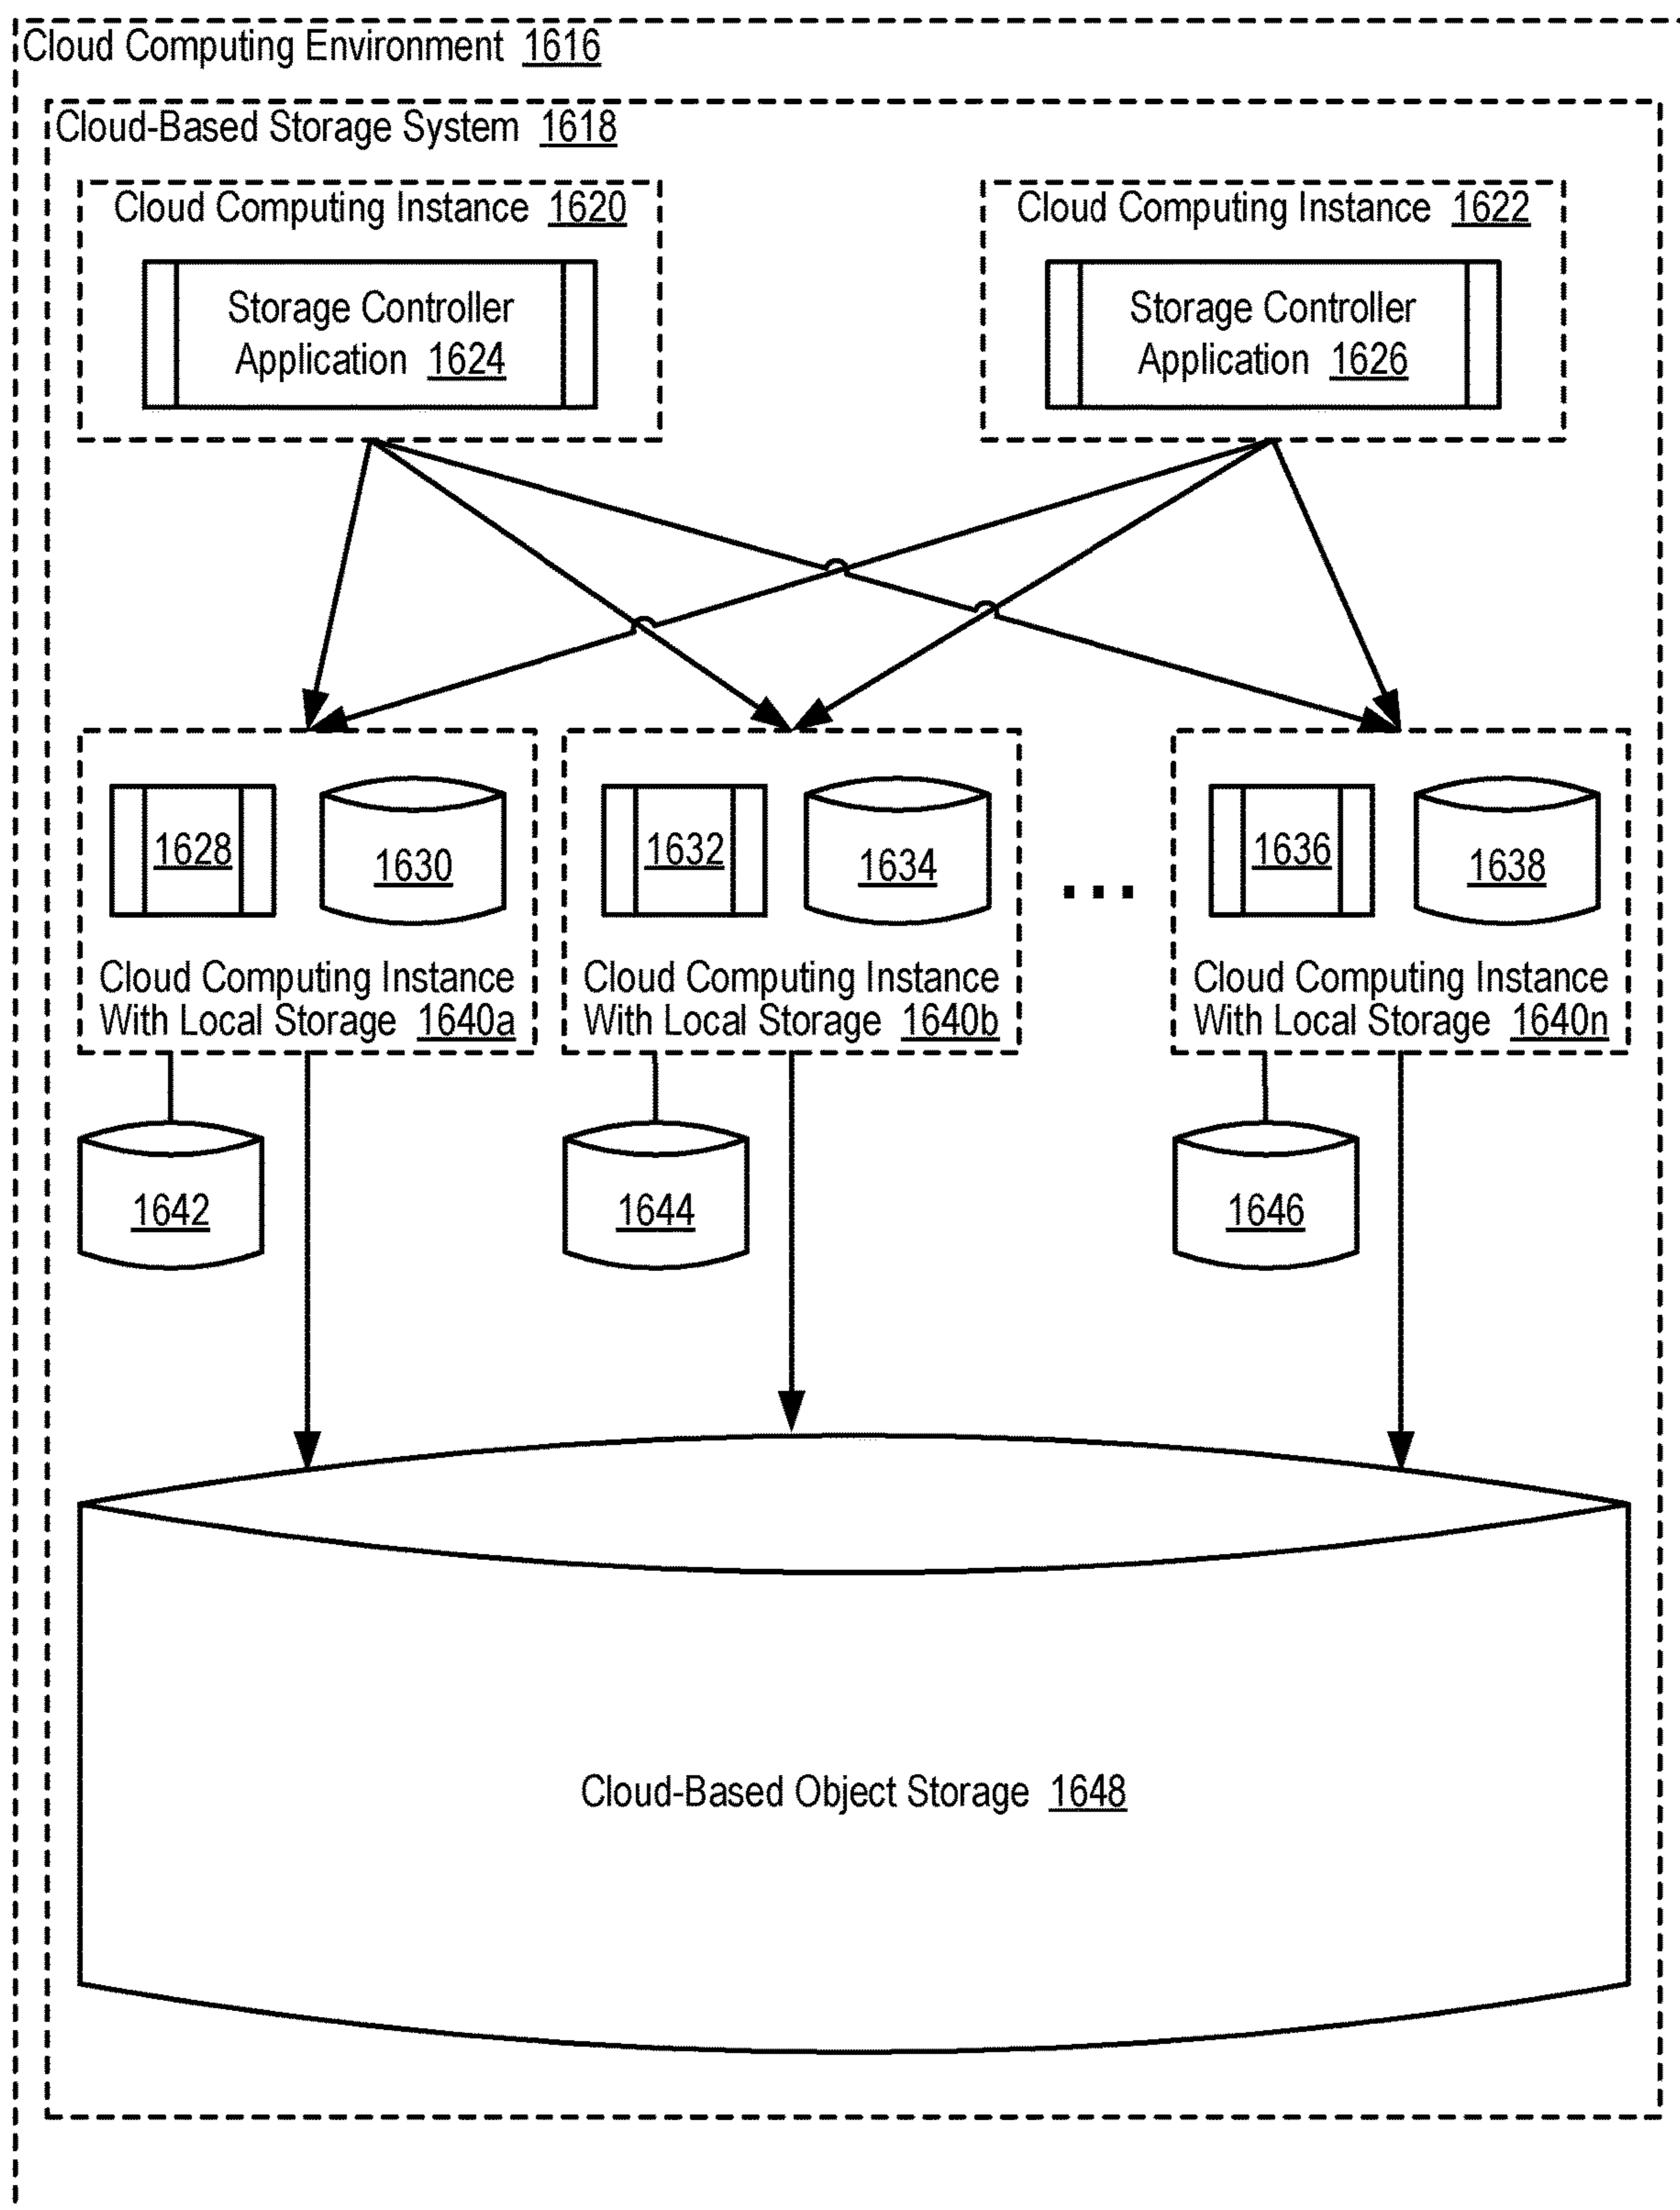 Cloud Computing Environment 1616
Cloud-Based Storage System 1618
Cloud Computing Instance 1620
Storage Controller
Application 1624
Cloud Computing Instance 1622
Storage Controller
Application 1626
1628
1630
Cloud Computing Instance
With Local Storage 1640a
1632
1634
Cloud Computing Instance
With Local Storage 1640b
...
1636
1638
Cloud Computing Instance
With Local Storage 1640n
1642
1644
1646
Cloud-Based Object Storage 1648